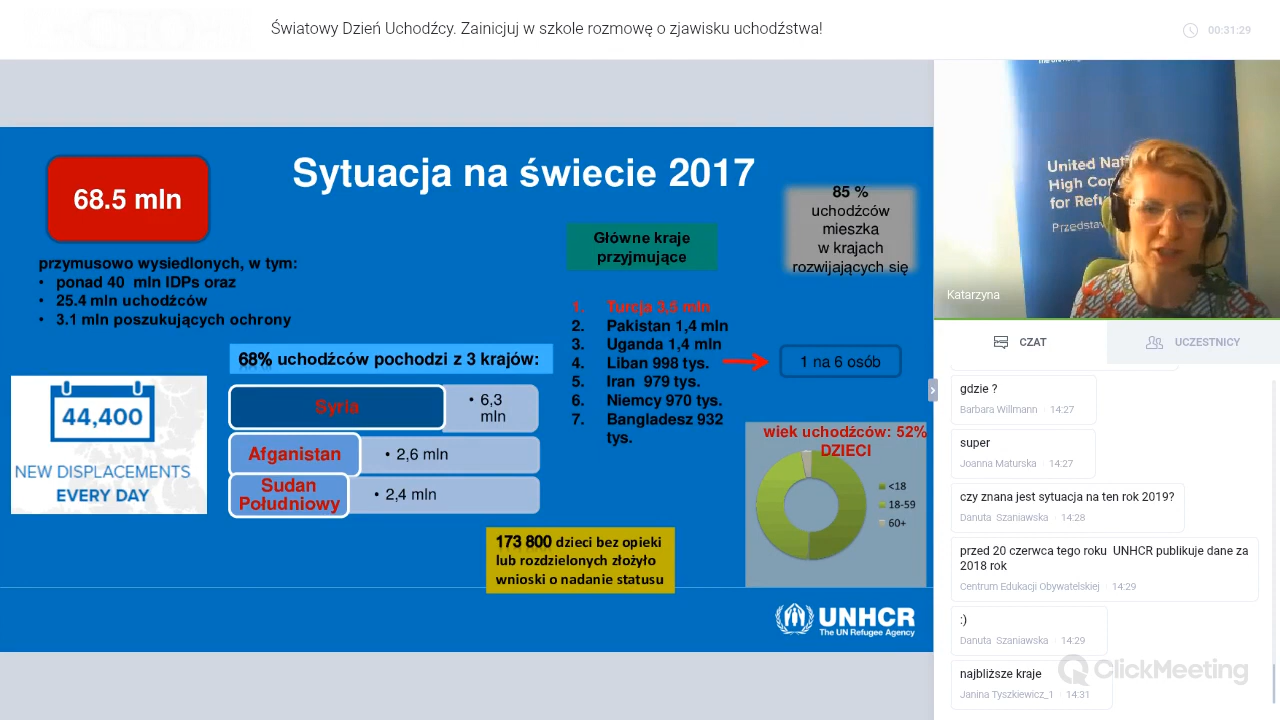 Światowy Dzień Uchodźcy. Zainicjuj w szkole rozmowę o zjawisku uchodźstwa!
00:31:29
Sytuacja na świecie 2017
68.5 mln
przymusowo wysiedlonych, w tym:
• ponad 40 mln IDPs oraz
• 25.4 mln uchodźców
• 3.1 mln poszukujących ochrony
Główne kraje
przyjmujące
85 %
uchodźców
mieszka
w krajach
rozwijających się
1. Turcja 3,5 mln
2. Pakistan 1,4 mln
3. Uganda 1,4 mln
4. Liban 998 tys.
5. Iran 979 tys.
6. Niemcy 970 tys.
7. Bangladesz 932
tys.
1 na 6 osób
68% uchodźców pochodzi z 3 krajów:
Syria
• 6,3
mln
Afganistan
• 2,6 mln
Sudan
Południowy
• 2,4 mln
44,400
NEW DISPLACEMENTS
EVERY DAY
wiek uchodźców: 52%
DZIECI
<18
18-59
60+
173 800 dzieci bez opieki
lub rozdzielonych złożyło
wnioski o nadanie statusu
UNHCR
The UN Refugee Agency
United Nat
High Com
for Refu
Przedstaw
Katarzyna
CZAT
UCZESTNICY
gdzie ?
Barbara Willmann 14:27
super
Joanna Maturska 14:27
czy znana jest sytuacja na ten rok 2019?
Danuta Szaniawska 14:28
przed 20 czerwca tego roku UNHCR publikuje dane za
2018 rok
Centrum Edukacji Obywatelskiej 14:29
:)
Danuta Szaniawska 14:29
najbliższe kraje
Janina Tyszkiewicz_1 14:31
ClickMeeting